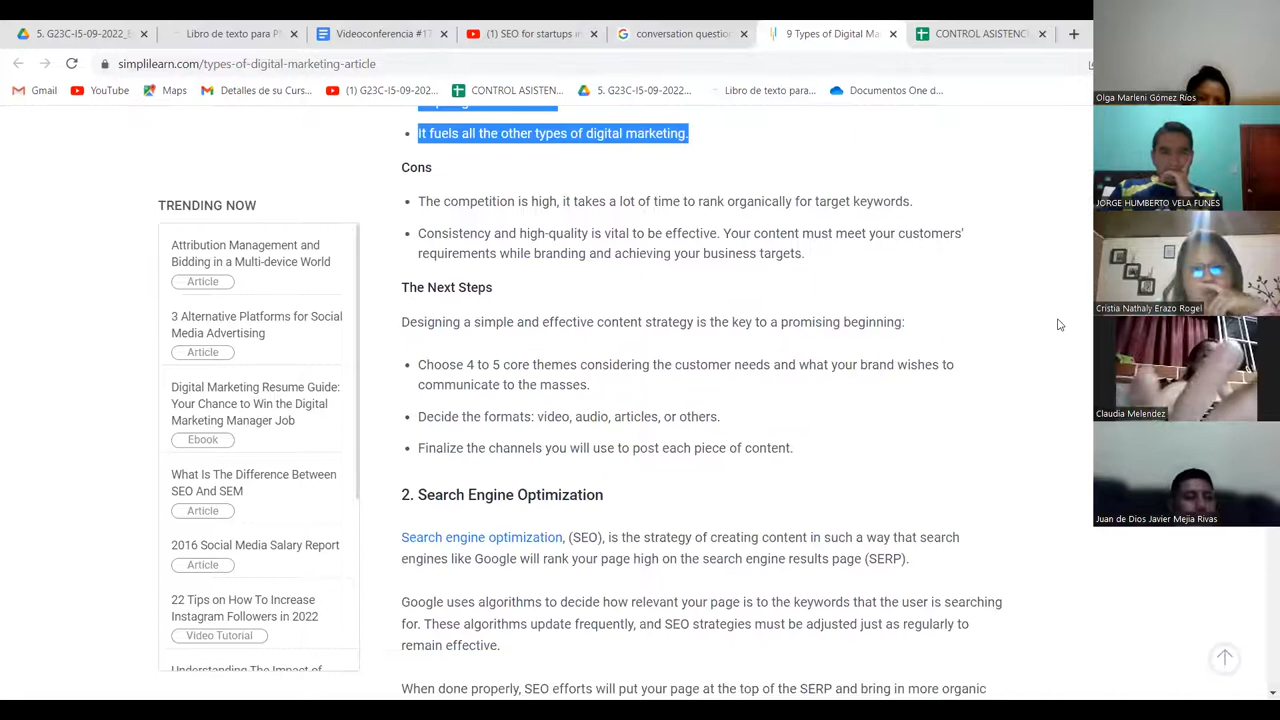 5. G23C-I5-09-2022_
Libro de texto para P
Videoconferencia #1
(1) SEO for startups i
conversation questio
9 Types of Digital Ma
CONTROL ASISTENC
simplilearn.com/types-of-digital-marketing-article
Gmail
YouTube
Maps
Detalles de su Curs...
(1) G23C-I5-09-2022...
CONTROL ASISTEN...
5. G23C-I5-09-2022...
Libro de texto para...
Documentos One d
It fuels all the other types of digital marketing.
Cons
The competition is high, it takes a lot of time to rank organically for target keywords.
Consistency and high-quality is vital to be effective. Your content must meet your customers'
requirements while branding and achieving your business targets.
The Next Steps
Designing a simple and effective content strategy is the key to a promising beginning:
Choose 4 to 5 core themes considering the customer needs and what your brand wishes to
communicate to the masses.
Decide the formats: video, audio, articles, or others.
Finalize the channels you will use to post each piece of content.
2. Search Engine Optimization
Search engine optimization, (SEO), is the strategy of creating content in such a way that search
engines like Google will rank your page high on the search engine results page (SERP).
Google uses algorithms to decide how relevant your page is to the keywords that the user is searching
for. These algorithms update frequently, and SEO strategies must be adjusted just as regularly to
remain effective.
When done properly, SEO efforts will put your page at the top of the SERP and bring in more organic
TRENDING NOW
Attribution Management and
Bidding in a Multi-device World
Article
3 Alternative Platforms for Social
Media Advertising
Article
Digital Marketing Resume Guide:
Your Chance to Win the Digital
Marketing Manager Job
Ebook
What Is The Difference Between
SEO And SEM
Article
2016 Social Media Salary Report
Article
22 Tips on How To Increase
Instagram Followers in 2022
Video Tutorial
Understanding The Impact of
Olga Marleni Gómez Ríos
JORGE HUMBERTO VELA FUNES
Cristia Nathaly Erazo Rogel
Claudia Melendez
Juan de Dios Javier Mejia Rivas